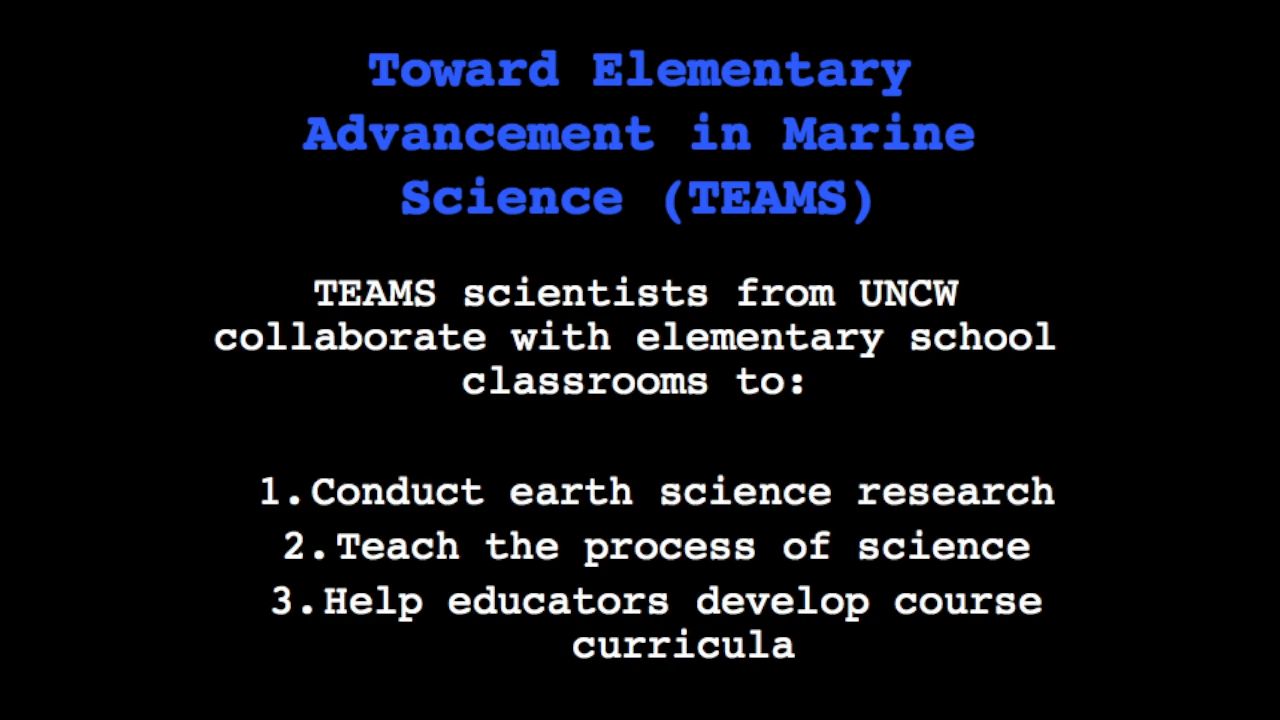 Toward Elementary
Advancement in Marine
Science (TEAMS)
TEAMS scientists from UNCW
collaborate with elementary school
classrooms to:
1.Conduct earth science research
2.Teach the process of science
3.Help educators develop course
curricula